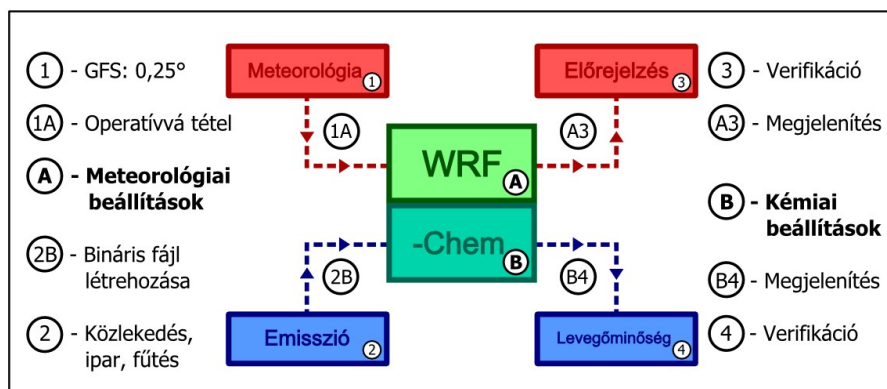 1 - GFS: 0,25°
1A - Operatívvá tétel
A - Meteorológiai
beállítások
2B - Bináris fájl
létrehozása
2 - Közlekedés,
ipar, fűtés
Meteorológia 1
1A
Előrejelzés 3
A3
WRF A
-Chem B
2B
Emisszió 2
B4
Levegőminőség 4
3 - Verifikáció
A3 - Megjelenítés
B - Kémiai
beállítások
B4 - Megjelenítés
4 - Verifikáció